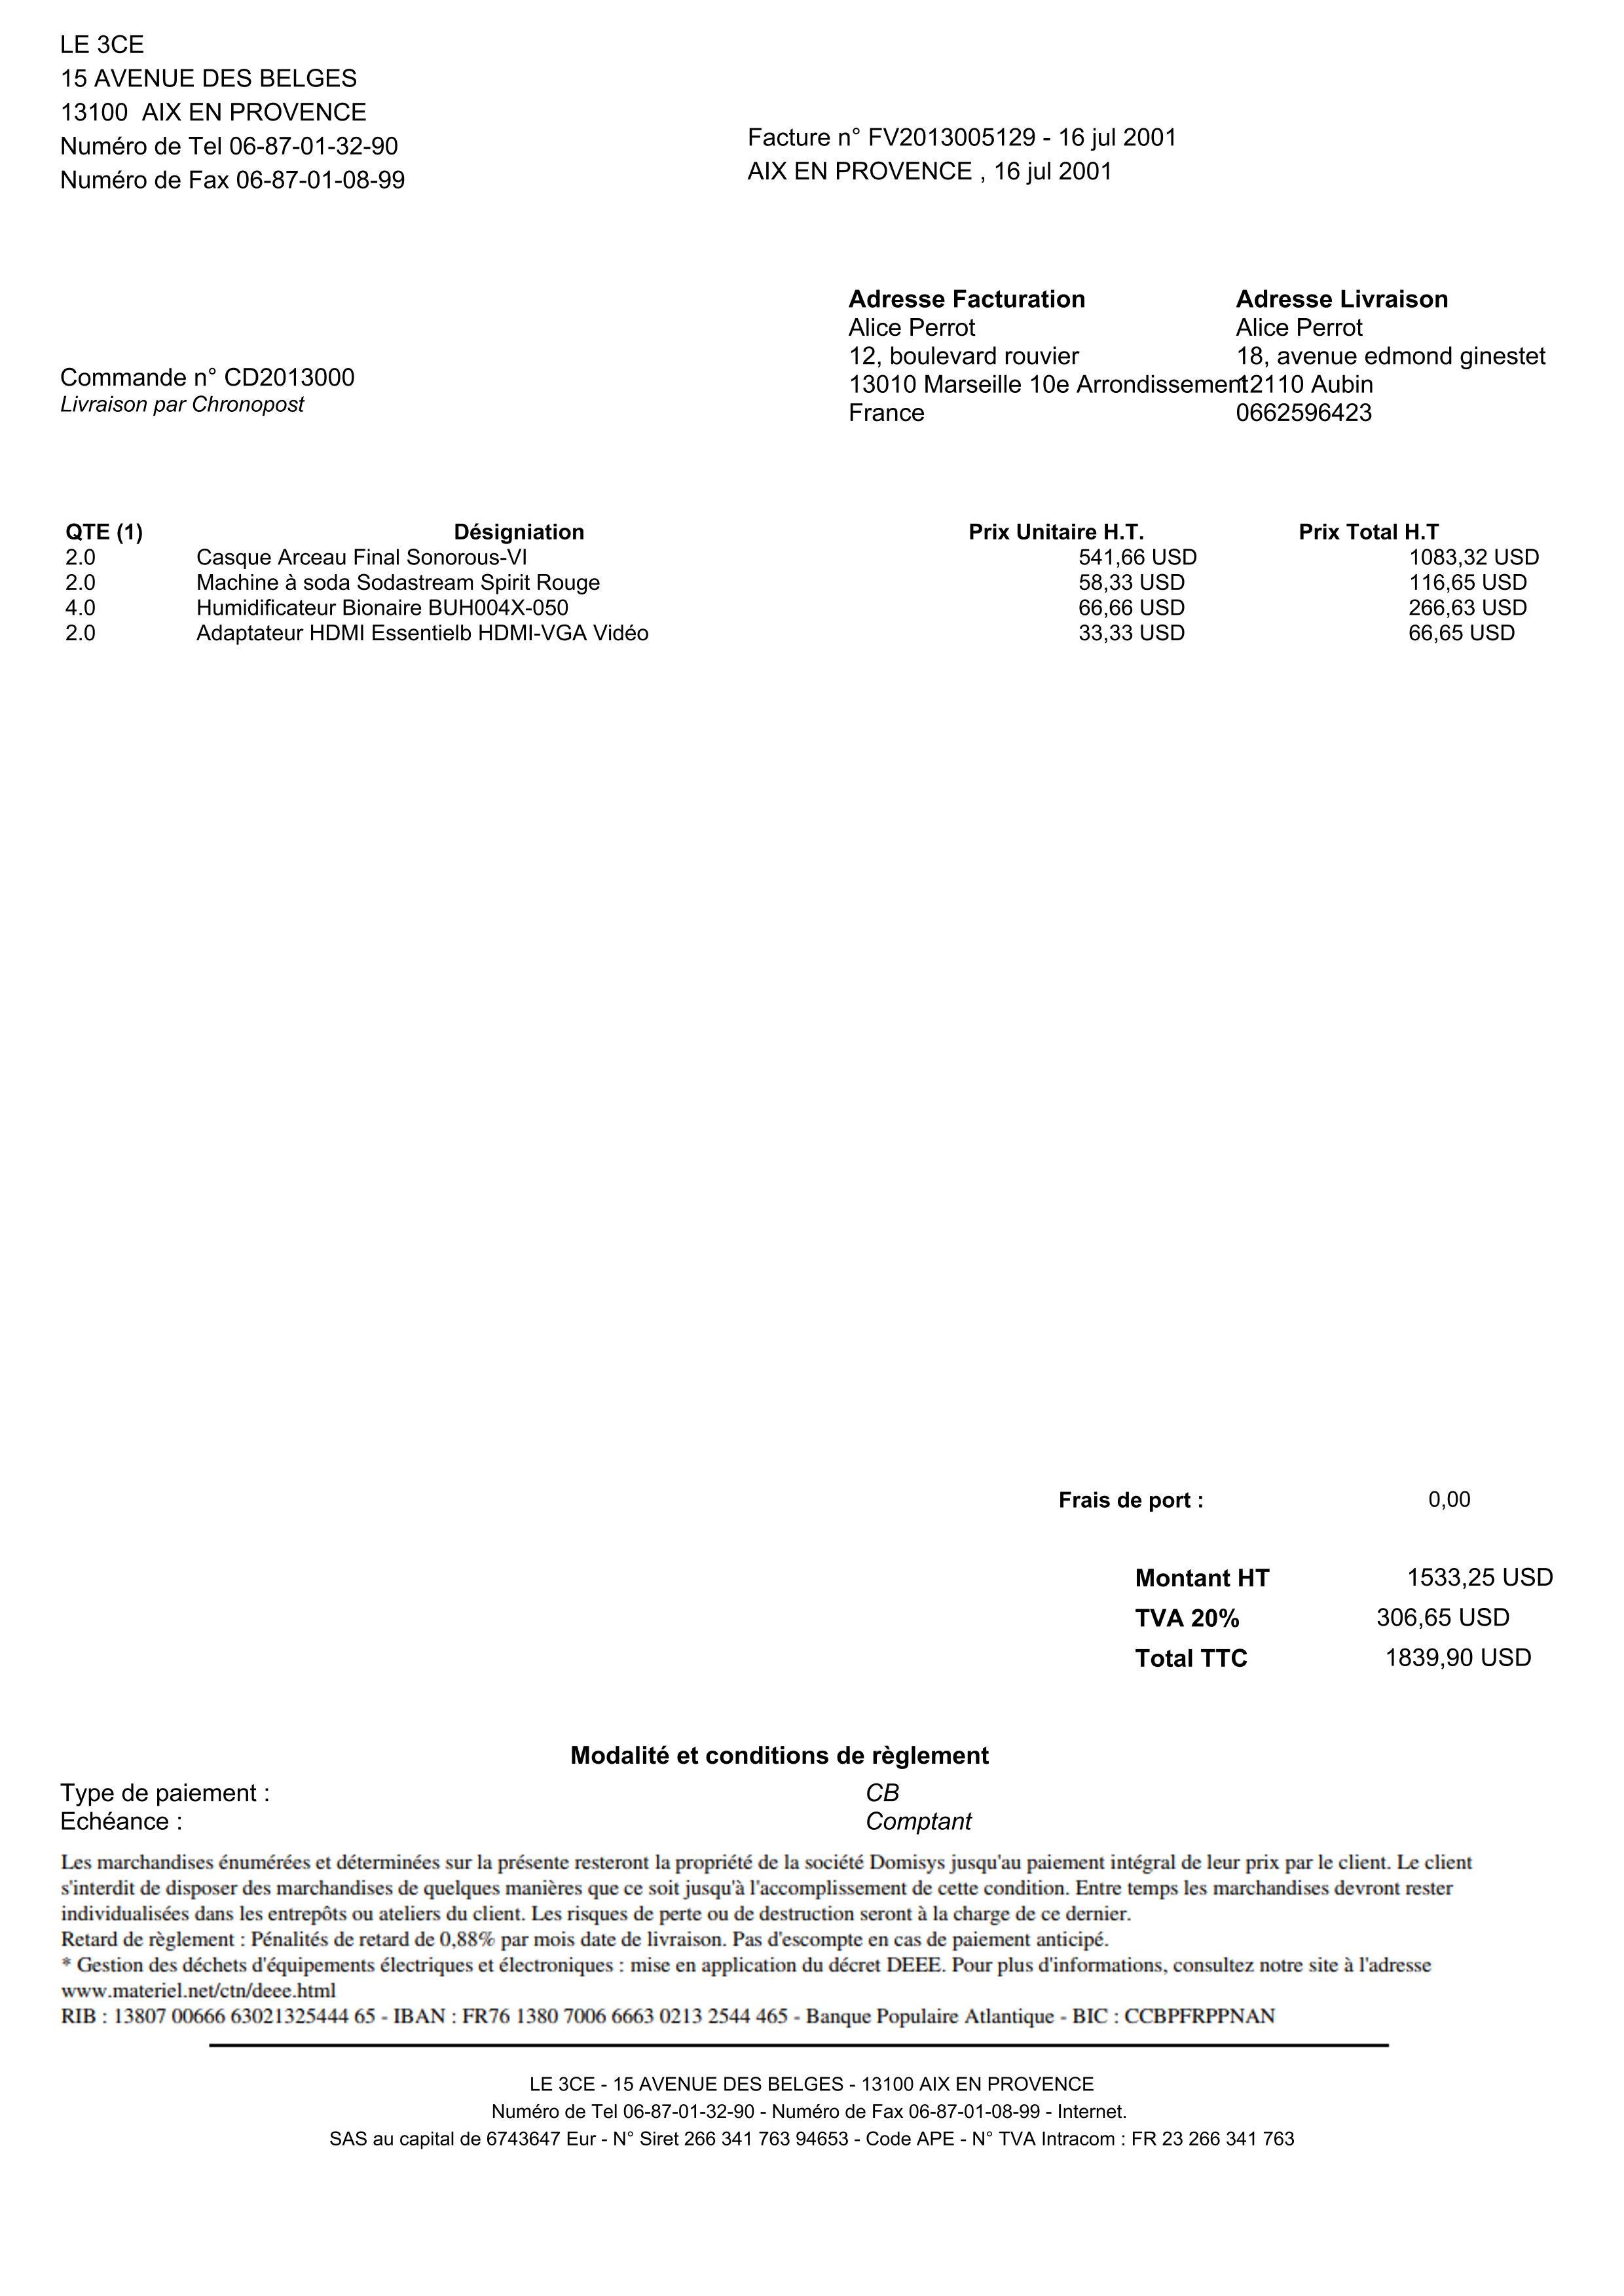 LE 3CE
15 AVENUE DES BELGES
13100  AIX EN PROVENCE
Numéro de Tel 06-87-01-32-90
Numéro de Fax 06-87-01-08-99
Facture n° FV2013005129 - 16 jul 2001
AIX EN PROVENCE , 16 jul 2001
Commande n° CD2013000
Livraison par Chronopost
Adresse Facturation
Alice Perrot
12, boulevard rouvier
13010 Marseille 10e Arrondissement
France
Adresse Livraison
Alice Perrot
18, avenue edmond ginestet
12110 Aubin
0662596423
QTE (1) Désigniation Prix Unitaire H.T. Prix Total H.T
2.0 Casque Arceau Final Sonorous-VI 541,66 USD 1083,32 USD
2.0 Machine à soda Sodastream Spirit Rouge 58,33 USD 116,65 USD
4.0 Humidificateur Bionaire BUH004X-050 66,66 USD 266,63 USD
2.0 Adaptateur HDMI Essentielb HDMI-VGA Vidéo 33,33 USD 66,65 USD
Frais de port : 0,00
Montant HT 1533,25 USD
TVA 20% 306,65 USD
Total TTC 1839,90 USD
Modalité et conditions de règlement
Type de paiement : CB
Echéance : Comptant
Les marchandises énumérées et déterminées sur la présente resteront la propriété de la société Domisys jusqu'au paiement intégral de leur prix par le client. Le client
s'interdit de disposer des marchandises de quelques manières que ce soit jusqu'à l'accomplissement de cette condition. Entre temps les marchandises devront rester
individualisées dans les entrepôts ou ateliers du client. Les risques de perte ou de destruction seront à la charge de ce dernier.
Retard de règlement : Pénalités de retard de 0,88% par mois date de livraison. Pas d'escompte en cas de paiement anticipé.
* Gestion des déchets d'équipements électriques et électroniques : mise en application du décret DEEE. Pour plus d'informations, consultez notre site à l'adresse
www.materiel.net/ctn/deee.html
RIB : 13807 00666 63021325444 65 - IBAN : FR76 1380 7006 6663 0213 2544 465 - Banque Populaire Atlantique - BIC : CCBPFRPPNAN
LE 3CE - 15 AVENUE DES BELGES - 13100 AIX EN PROVENCE
Numéro de Tel 06-87-01-32-90 - Numéro de Fax 06-87-01-08-99 - Internet.
SAS au capital de 6743647 Eur - N° Siret 266 341 763 94653 - Code APE - N° TVA Intracom : FR 23 266 341 763